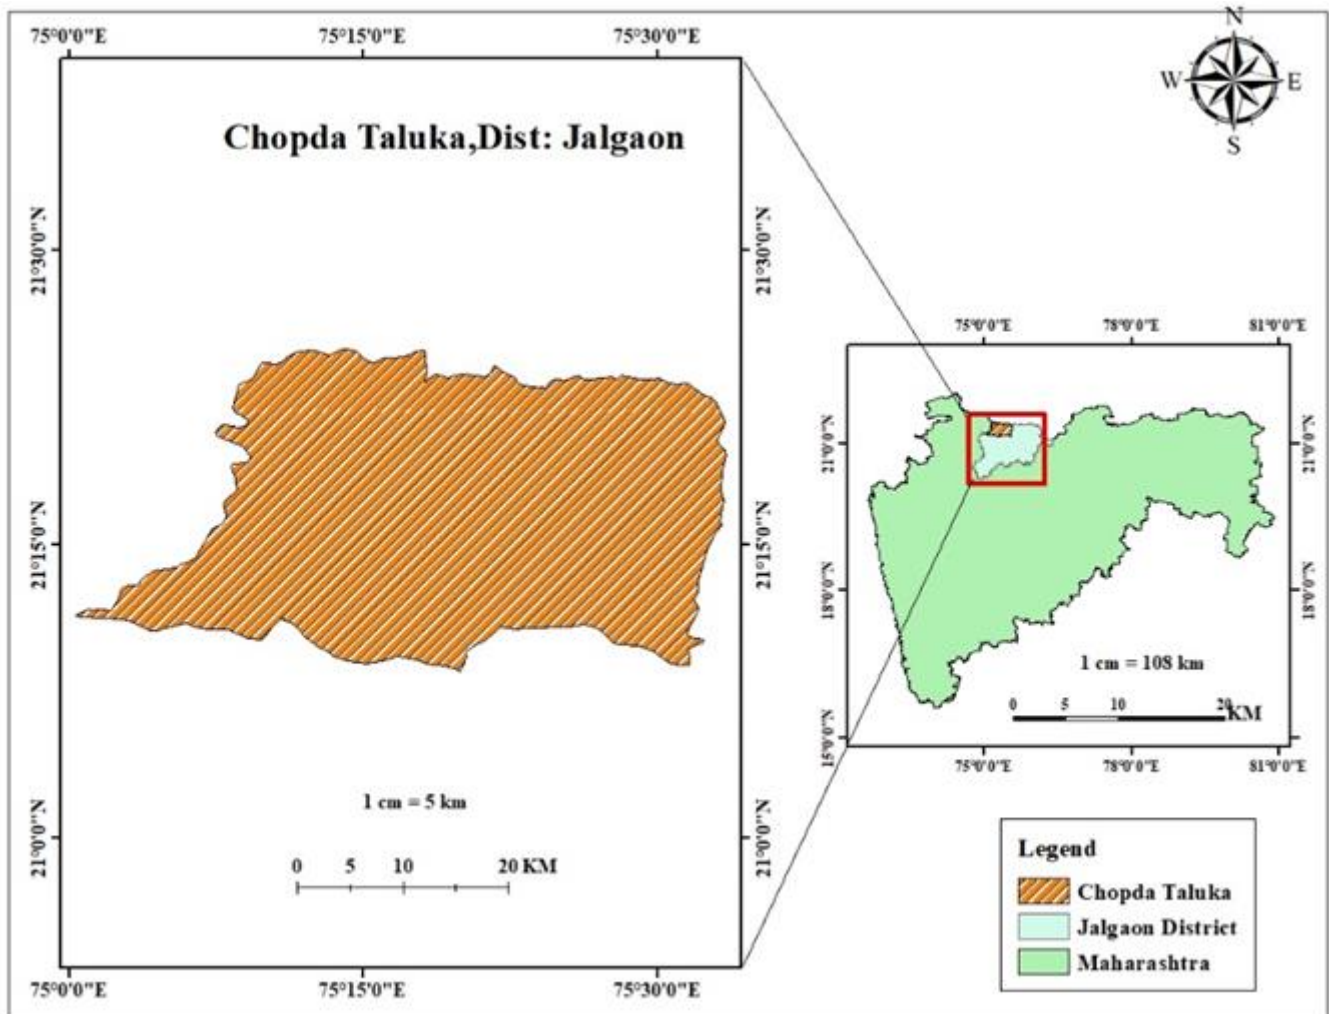 75°0'0"E 75°15'0"E 75°30'0"E
N
W E
S
Chopda Taluka,Dist: Jalgaon
21°30'0"N 21°30'0"N
21°15'0"N 21°15'0"N
21°0'0"N 21°0'0"N
1 cm = 5 km
0 5 10 20 KM
75°0'0"E 75°15'0"E 75°30'0"E
75°0'0"E 78°0'0"E 81°0'0"E
21°0'0"N 21°0'0"N
18°0'0"N 18°0'0"N
15°0'0"N 15°0'0"N
1 cm = 108 km
0 5 10 20 KM
75°0'0"E 78°0'0"E 81°0'0"E
Legend
Chopda Taluka
Jalgaon District
Maharashtra